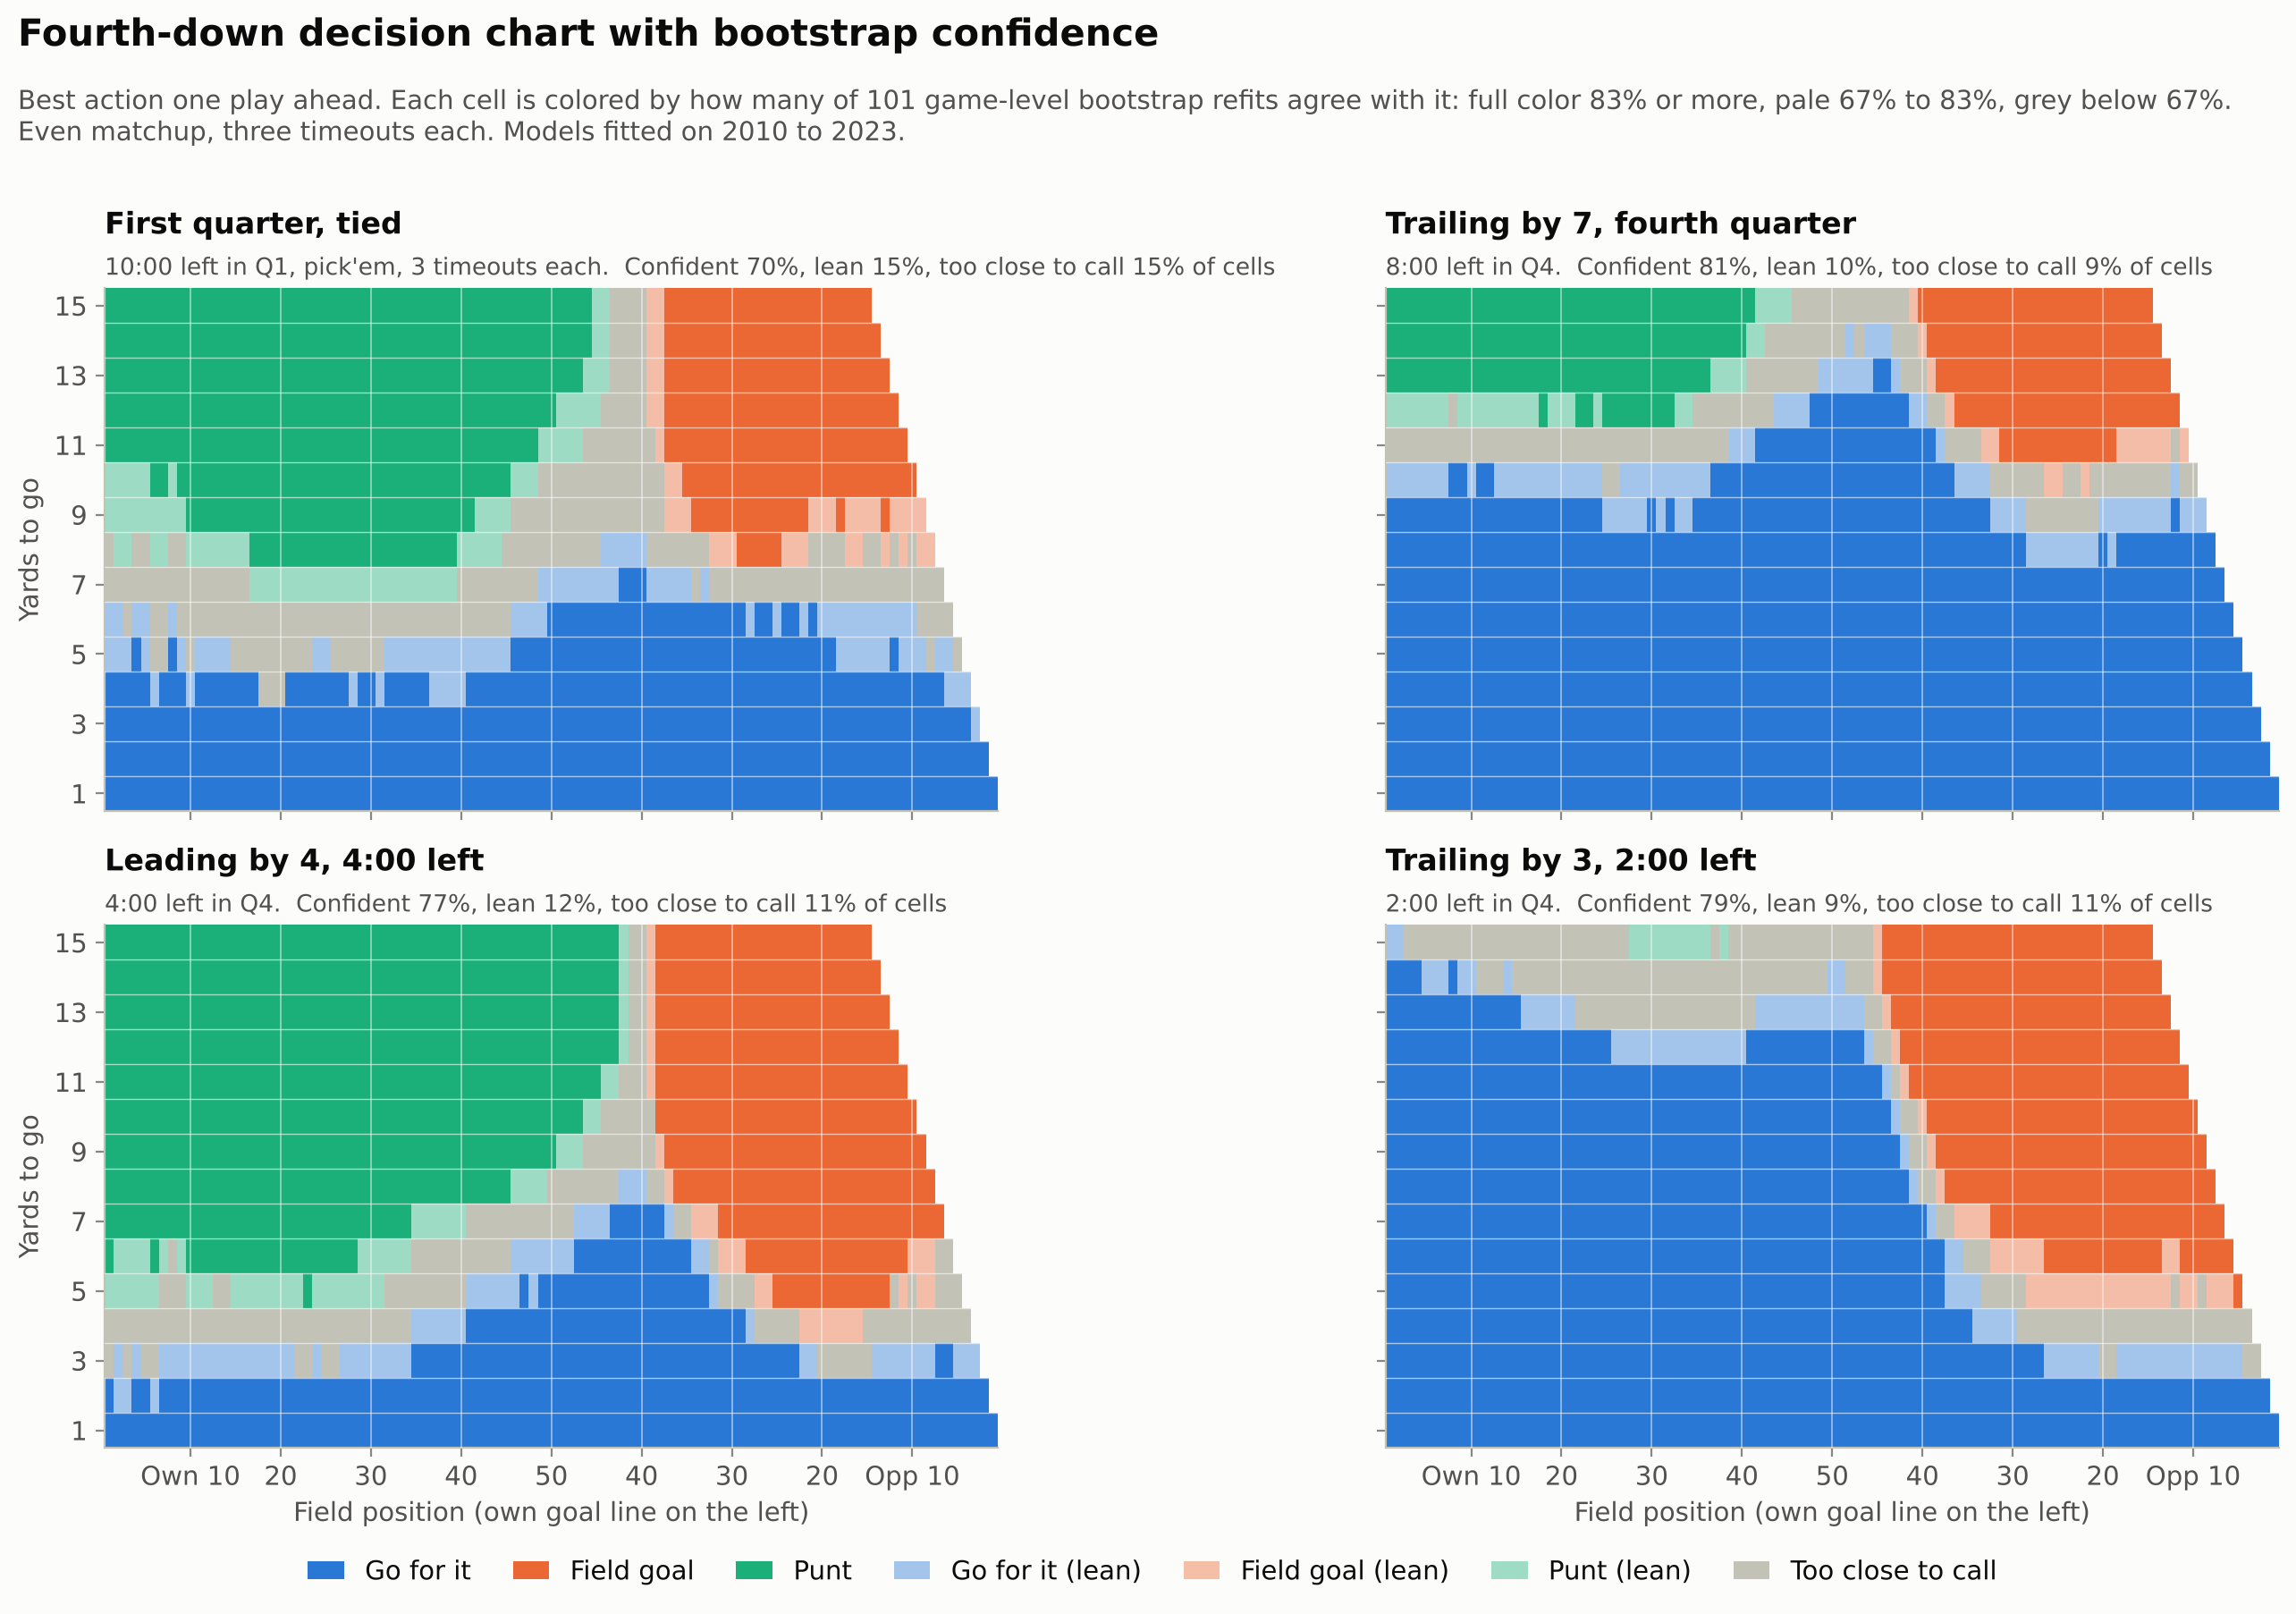 Fourth-down decision chart with bootstrap confidence
Best action one play ahead. Each cell is colored by how many of 101 game-level bootstrap refits agree with it: full color 83% or more, pale 67% to 83%, grey below 67%.
Even matchup, three timeouts each. Models fitted on 2010 to 2023.
First quarter, tied
10:00 left in Q1, pick'em, 3 timeouts each.  Confident 70%, lean 15%, too close to call 15% of cells
15
13
11
9
7
5
3
1
Yards to go
Trailing by 7, fourth quarter
8:00 left in Q4.  Confident 81%, lean 10%, too close to call 9% of cells
Leading by 4, 4:00 left
4:00 left in Q4.  Confident 77%, lean 12%, too close to call 11% of cells
15
13
11
9
7
5
3
1
Yards to go
Own 10 20 30 40 50 40 30 20 Opp 10
Field position (own goal line on the left)
Trailing by 3, 2:00 left
2:00 left in Q4.  Confident 79%, lean 9%, too close to call 11% of cells
Own 10 20 30 40 50 40 30 20 Opp 10
Field position (own goal line on the left)
Go for it Field goal Punt Go for it (lean) Field goal (lean) Punt (lean) Too close to call